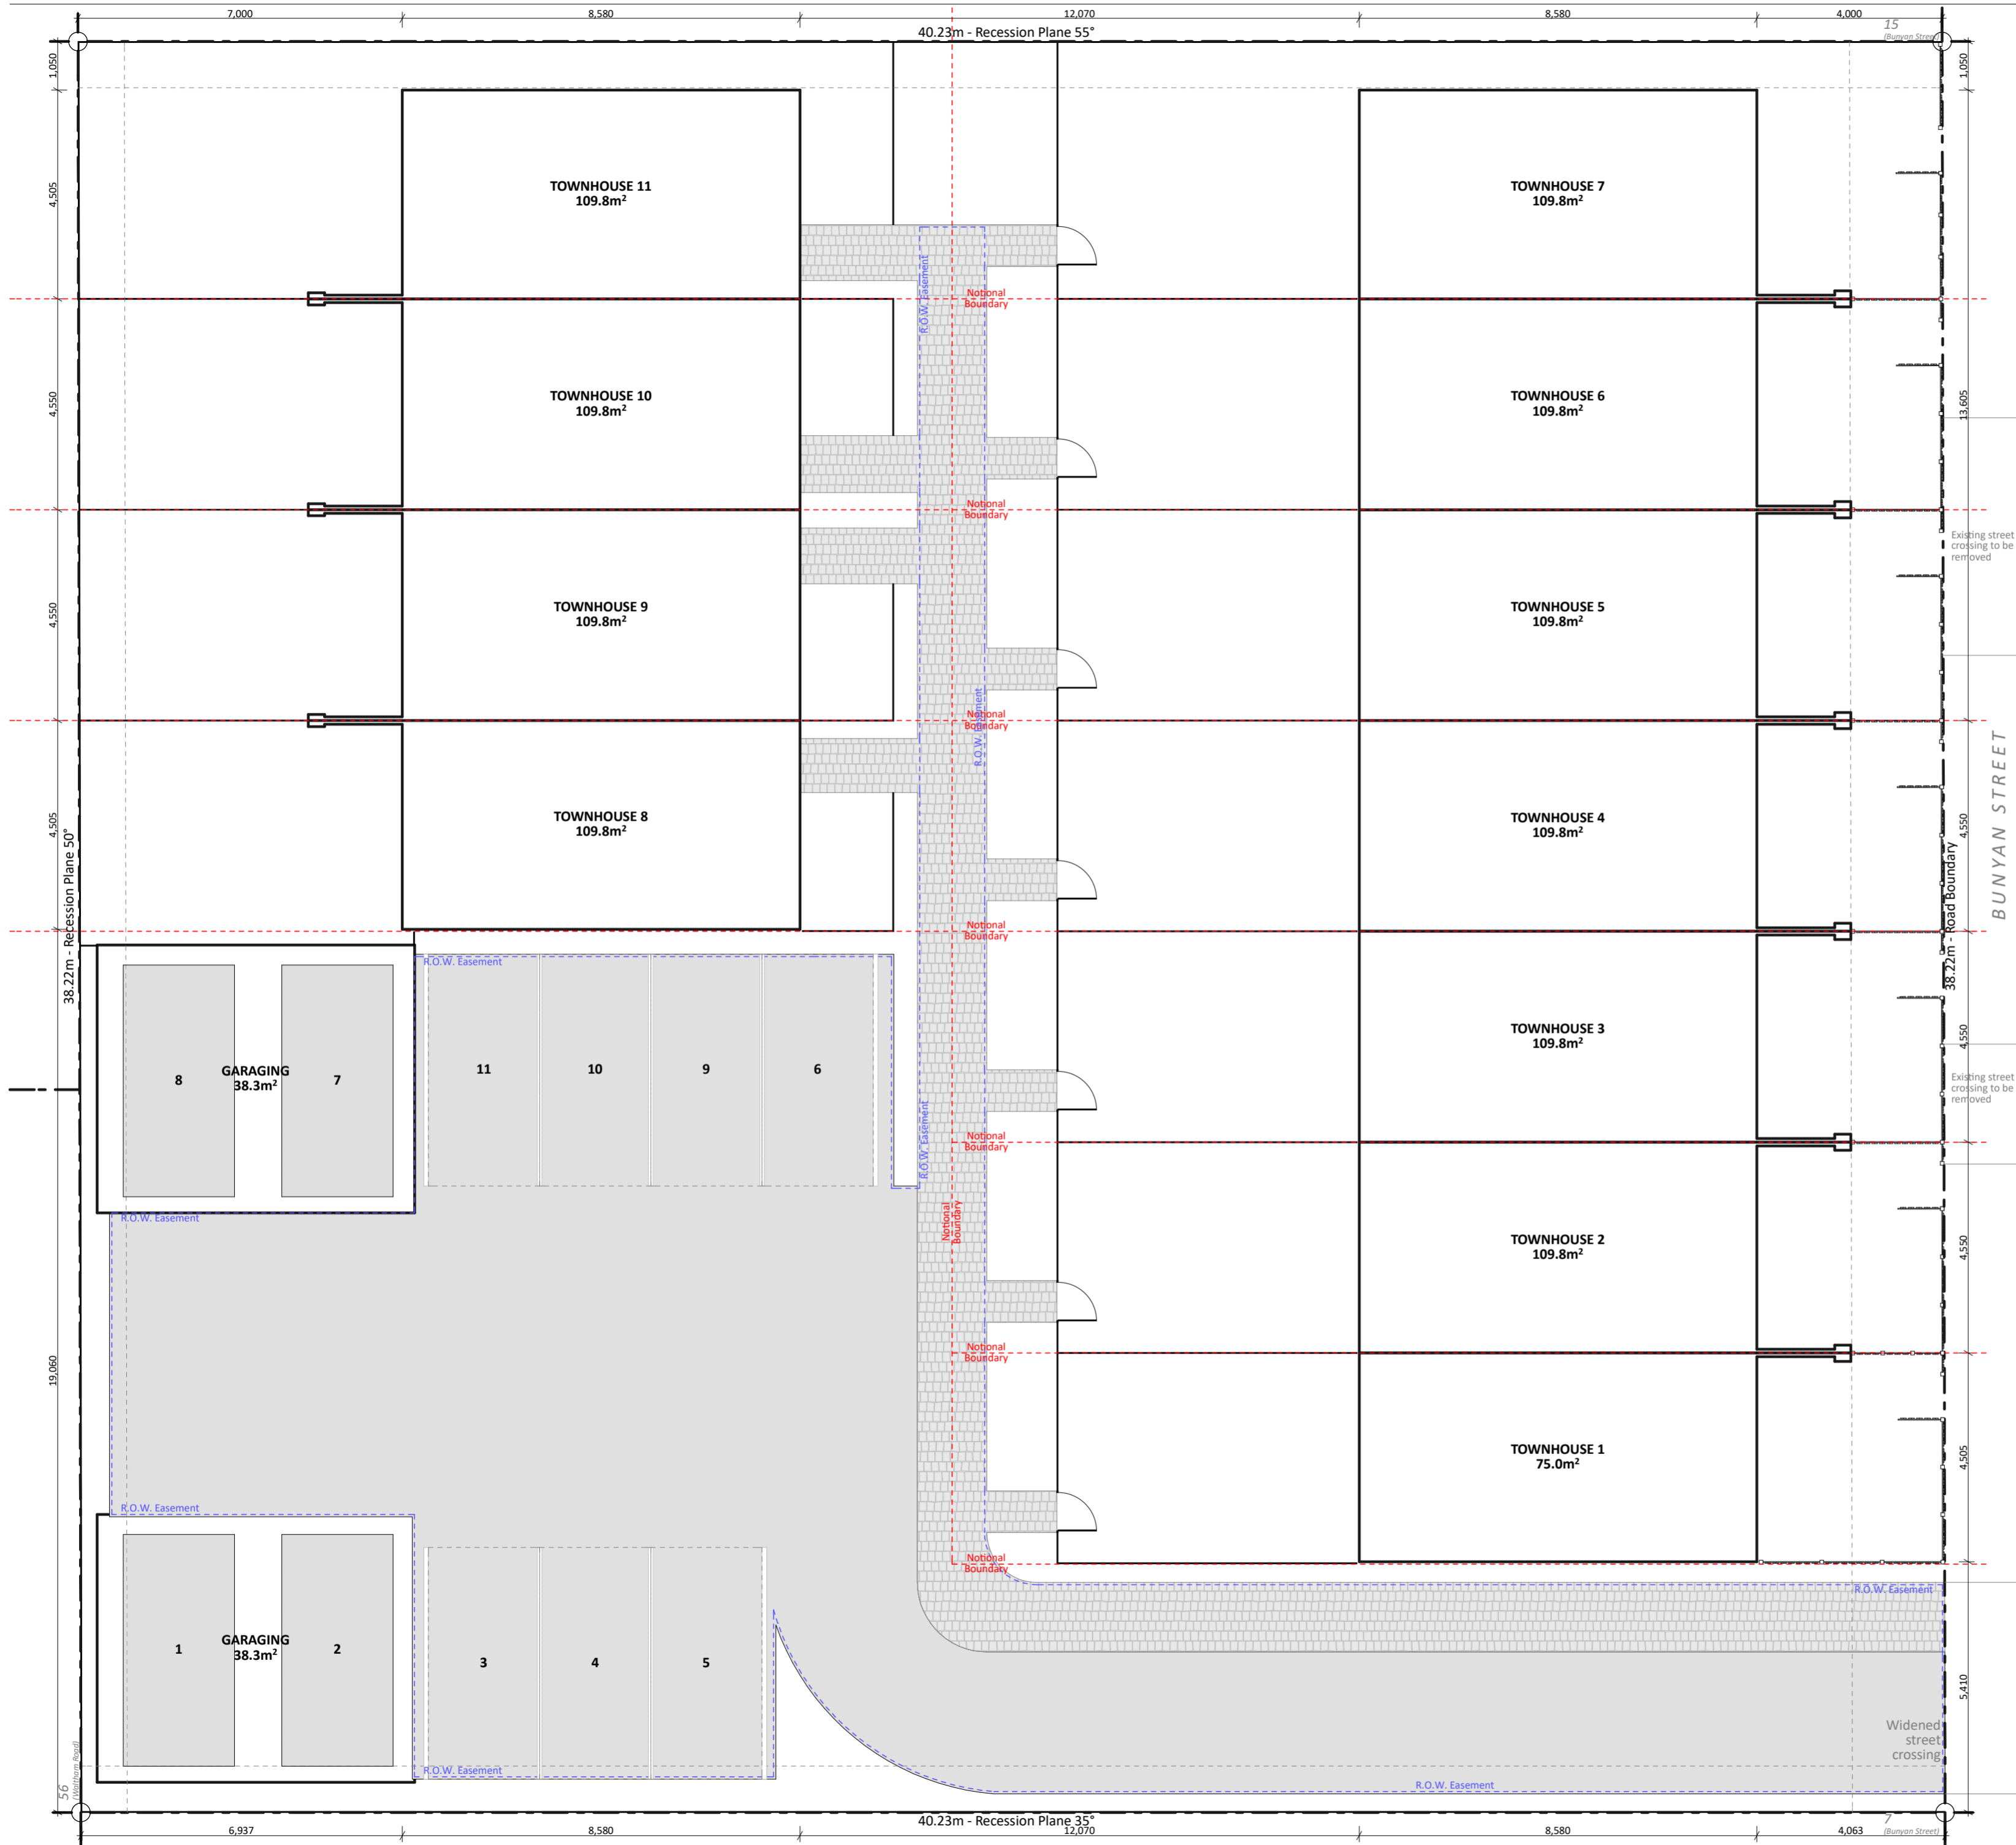 7,000
8,580
12,070
8,580
4,000
40.23m - Recession Plane 55°
15
(Bunyan Street)
1,050
1,050
TOWNHOUSE 11
109.8m²
TOWNHOUSE 7
109.8m²
4,505
R.O.W. Easement
Notional
Boundary
TOWNHOUSE 10
109.8m²
TOWNHOUSE 6
109.8m²
4,550
13,605
Notional
Boundary
Existing street
crossing to be
removed
TOWNHOUSE 9
109.8m²
TOWNHOUSE 5
109.8m²
4,550
R.O.W. Easement
Notional
Boundary
BUNYAN STREET
TOWNHOUSE 8
109.8m²
TOWNHOUSE 4
109.8m²
4,505
4,550
38.22m - Recession Plane 50°
38.22m - Road Boundary
Notional
Boundary
R.O.W. Easement
TOWNHOUSE 3
109.8m²
4,550
8
GARAGING
38.3m²
7
11
10
9
6
Existing street
crossing to be
removed
R.O.W. Easement
Notional
Boundary
R.O.W. Easement
Notional
Boundary
TOWNHOUSE 2
109.8m²
4,550
19,060
Notional
Boundary
TOWNHOUSE 1
75.0m²
4,505
R.O.W. Easement
Notional
Boundary
R.O.W. Easement
1
GARAGING
38.3m²
2
3
4
5
5,410
Widened
street
crossing
R.O.W. Easement
R.O.W. Easement
56
(Waltham Road)
40.23m - Recession Plane 35°
7
(Bunyan Street)
6,937
8,580
12,070
8,580
4,063